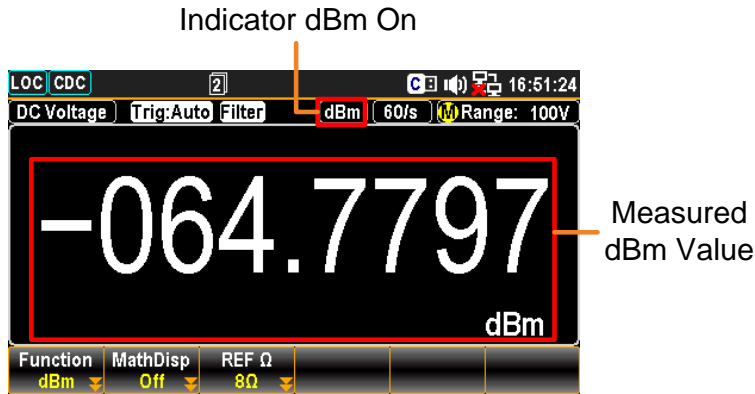 Indicator dBm On
LOC CDC 2 C 16:51:24
DC Voltage Trig:Auto Filter dBm 60/s M Range: 100V
-064.7797
dBm
Measured
dBm Value
Function MathDisp REF Ω
dBm Off 8Ω